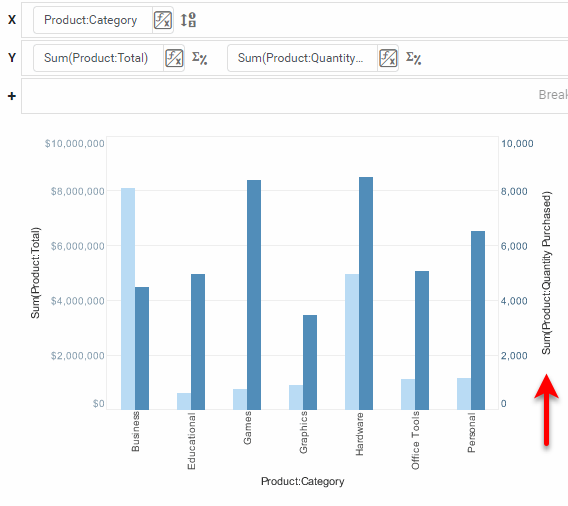 X Product:Category
Y Sum(Product:Total) Σ% Sum(Product:Quantity... Σ%
+ Break
$10,000,000 10,000
$8,000,000 8,000
$6,000,000 6,000
$4,000,000 4,000
$2,000,000 2,000
$0 0
Sum(Product:Total)
Sum(Product:Quantity Purchased)
Business
Educational
Games
Graphics
Hardware
Office Tools
Personal
Product:Category